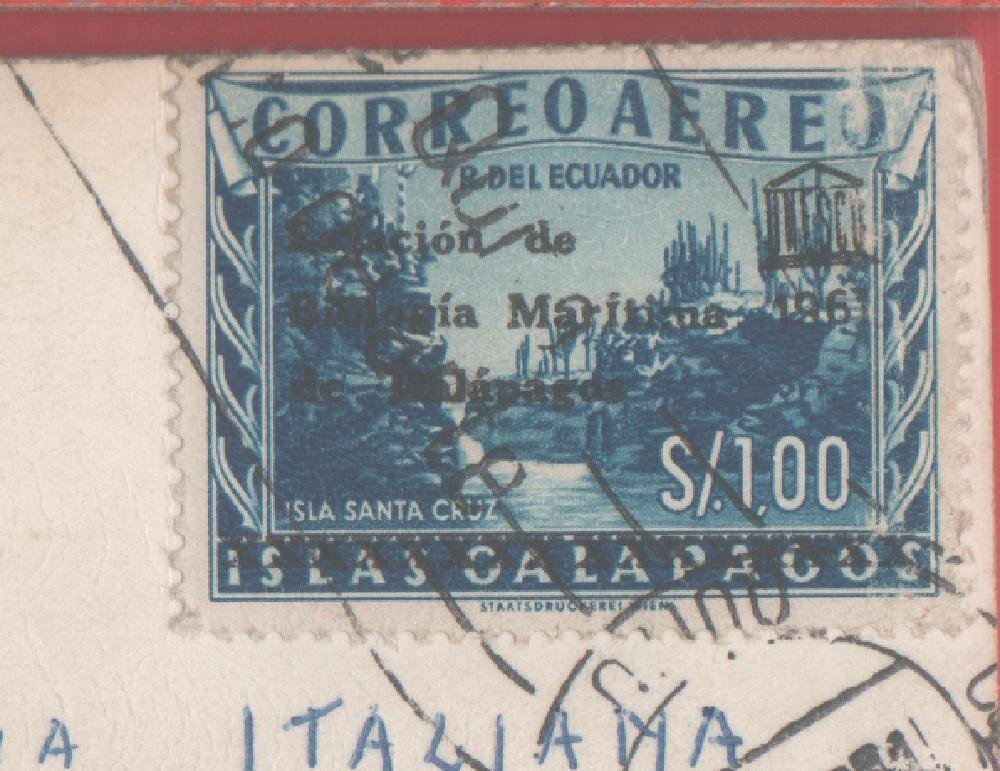 CORREO AEREO
R. DEL ECUADOR
UNESCO
Estación de
Biología Marítima 1961
de Galápagos
S/.1,00
ISLA SANTA CRUZ
ISLAS GALAPAGOS
STAATSDRUCKEREI WIEN
ITALIANA